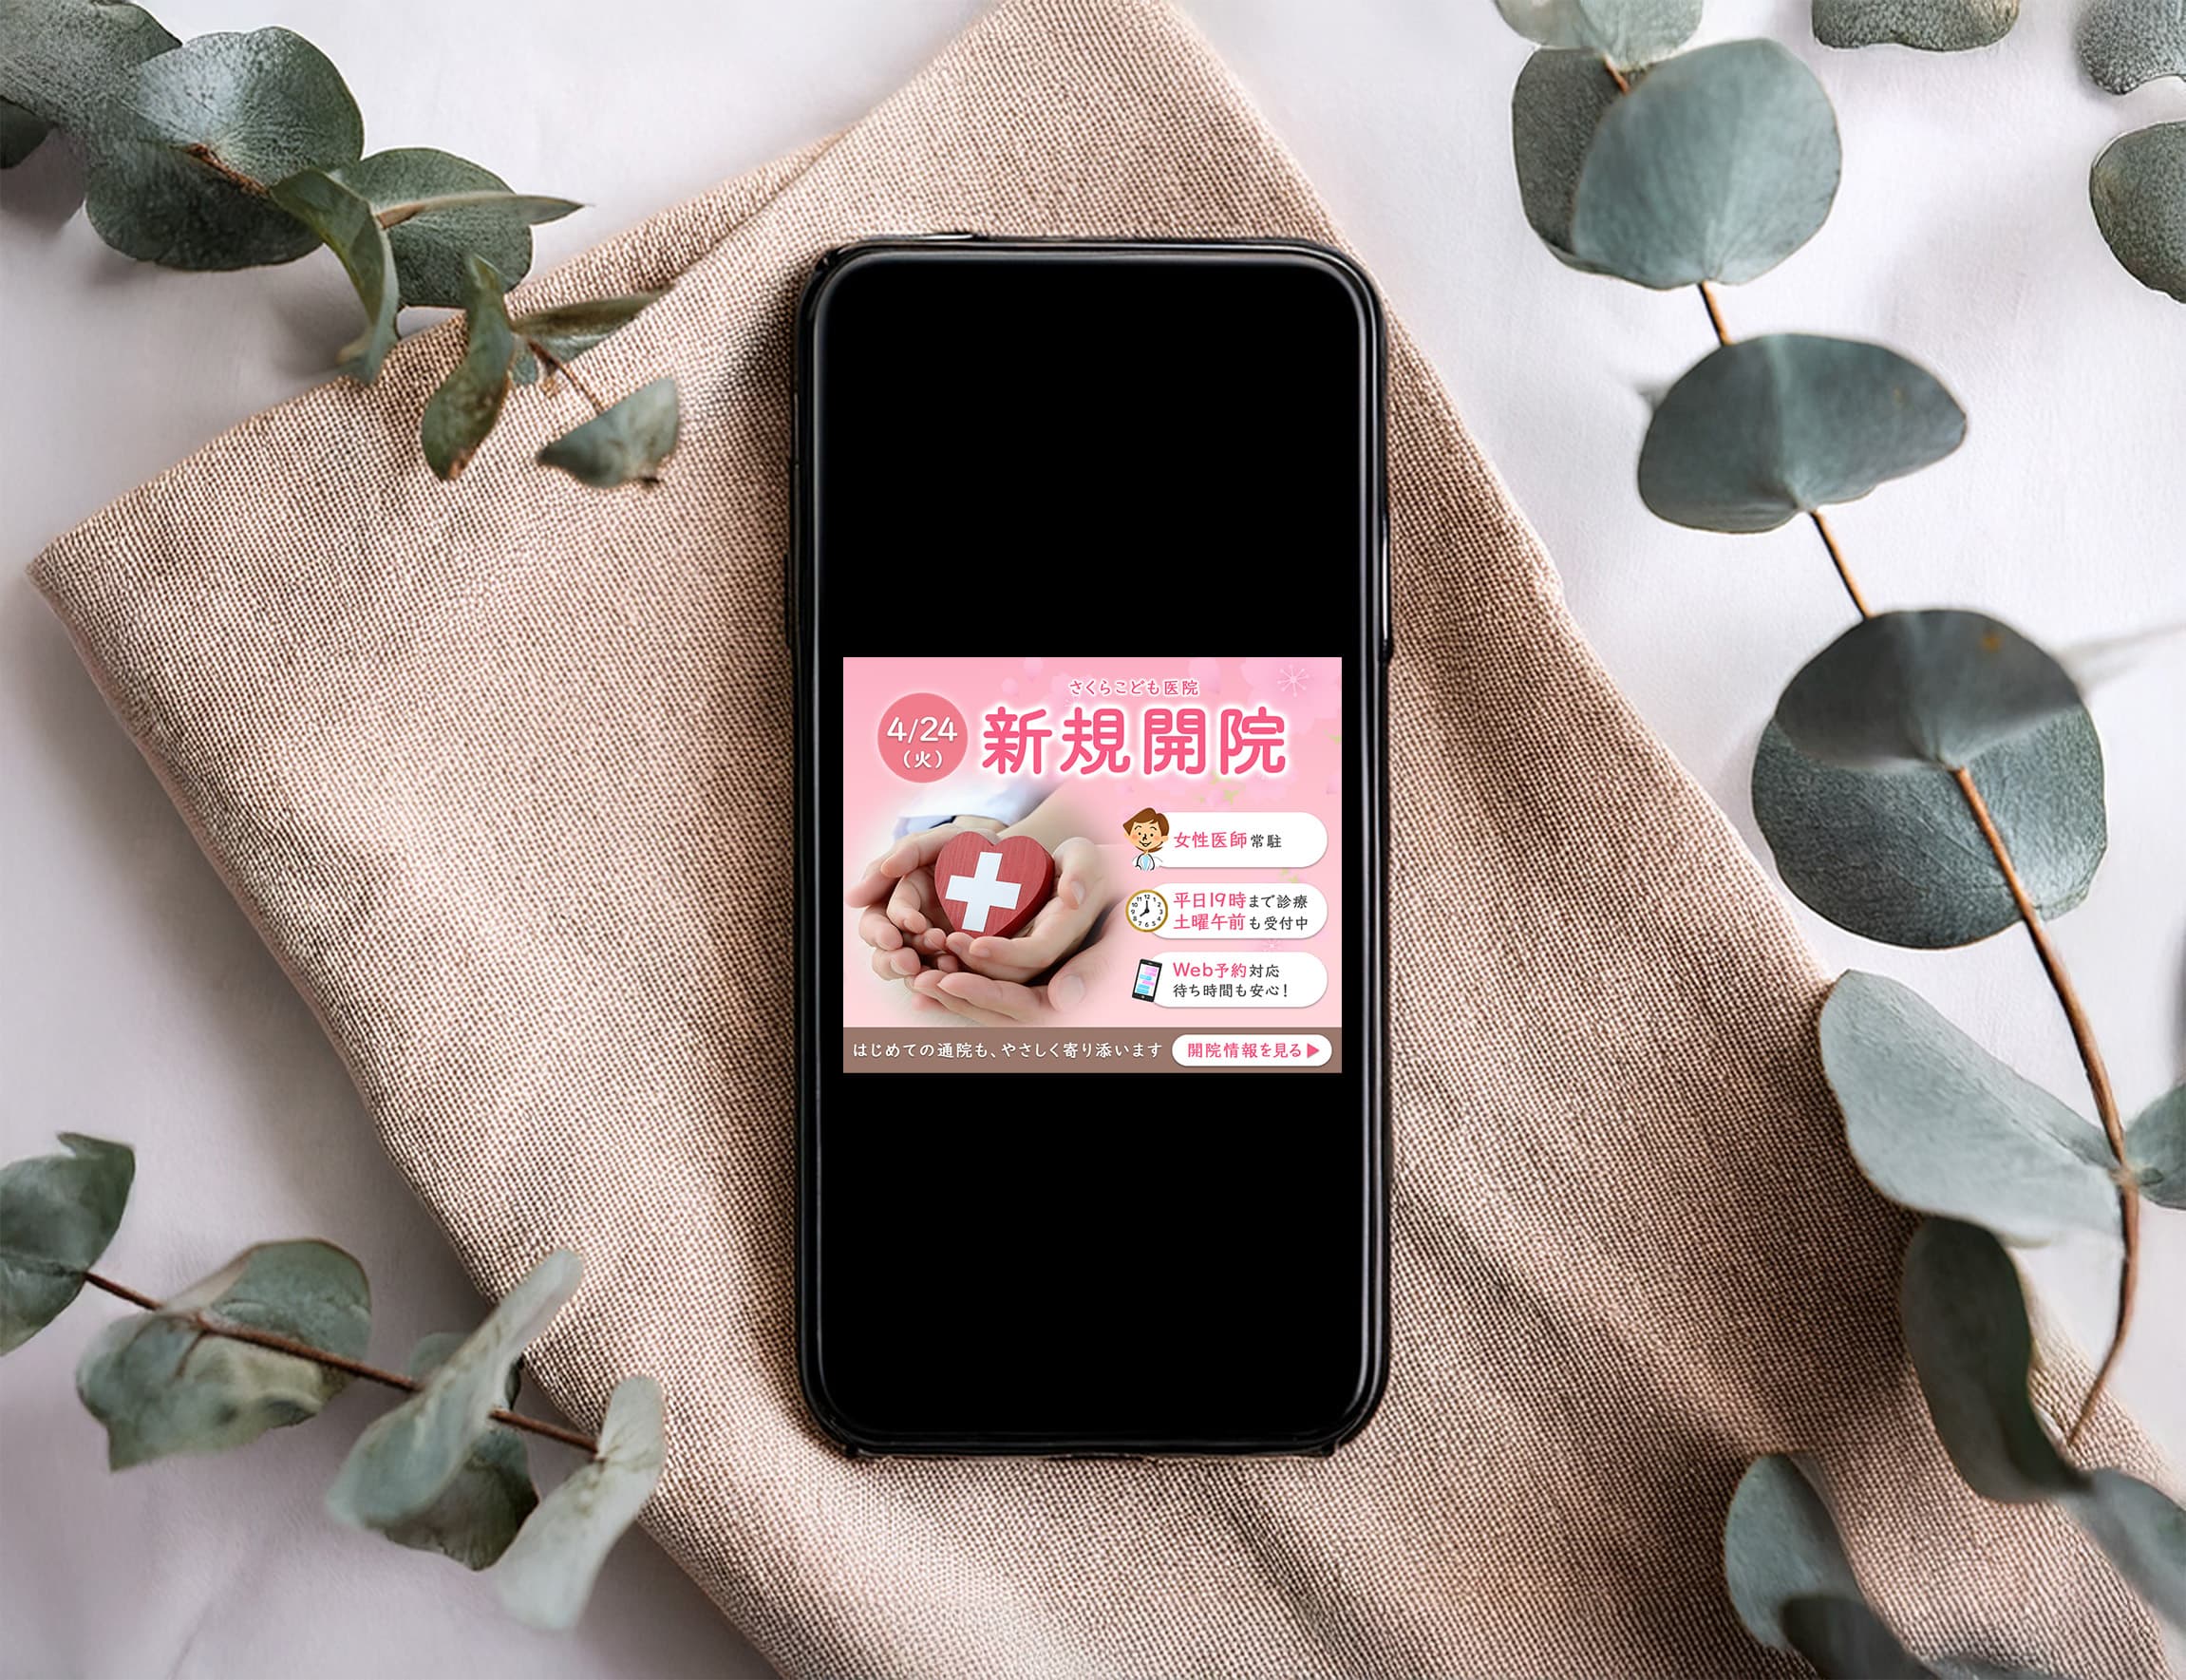 さくらこども医院
4/24
（火）
新規開院
女性医師常駐
平日19時まで診療
土曜午前も受付中
Web予約対応
待ち時間も安心！
はじめての通院も、やさしく寄り添います
開院情報を見る▶